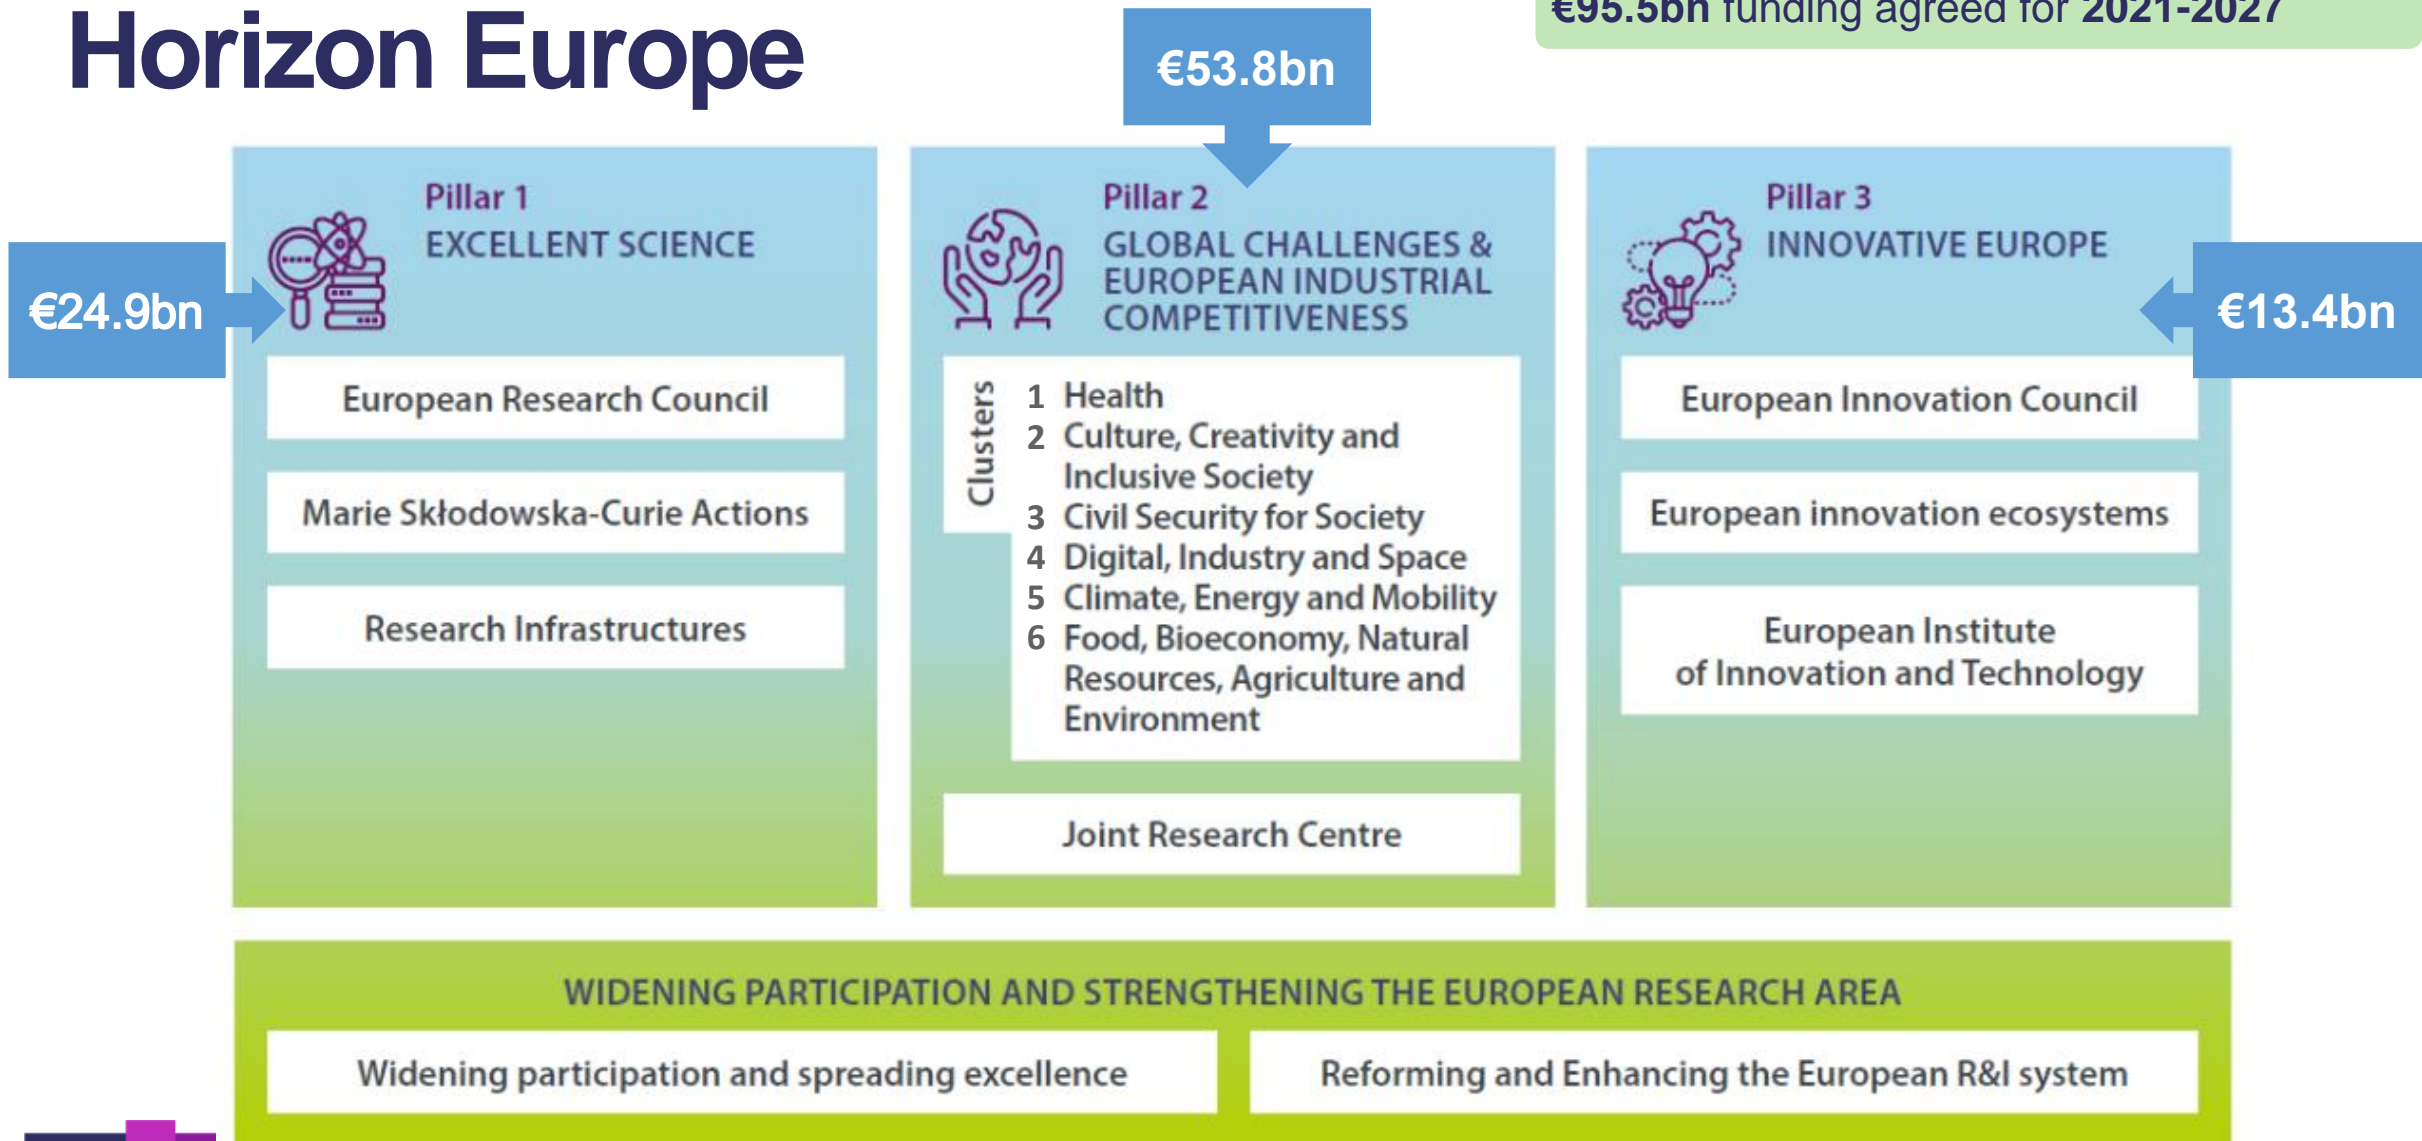 Horizon Europe
€95.5bn funding agreed for 2021-2027
€53.8bn
€24.9bn
Pillar 1
EXCELLENT SCIENCE
European Research Council
Marie Skłodowska-Curie Actions
Research Infrastructures
Pillar 2
GLOBAL CHALLENGES &
EUROPEAN INDUSTRIAL
COMPETITIVENESS
Clusters
1 Health
2 Culture, Creativity and
Inclusive Society
3 Civil Security for Society
4 Digital, Industry and Space
5 Climate, Energy and Mobility
6 Food, Bioeconomy, Natural
Resources, Agriculture and
Environment
Joint Research Centre
Pillar 3
INNOVATIVE EUROPE
€13.4bn
European Innovation Council
European innovation ecosystems
European Institute
of Innovation and Technology
WIDENING PARTICIPATION AND STRENGTHENING THE EUROPEAN RESEARCH AREA
Widening participation and spreading excellence
Reforming and Enhancing the European R&I system